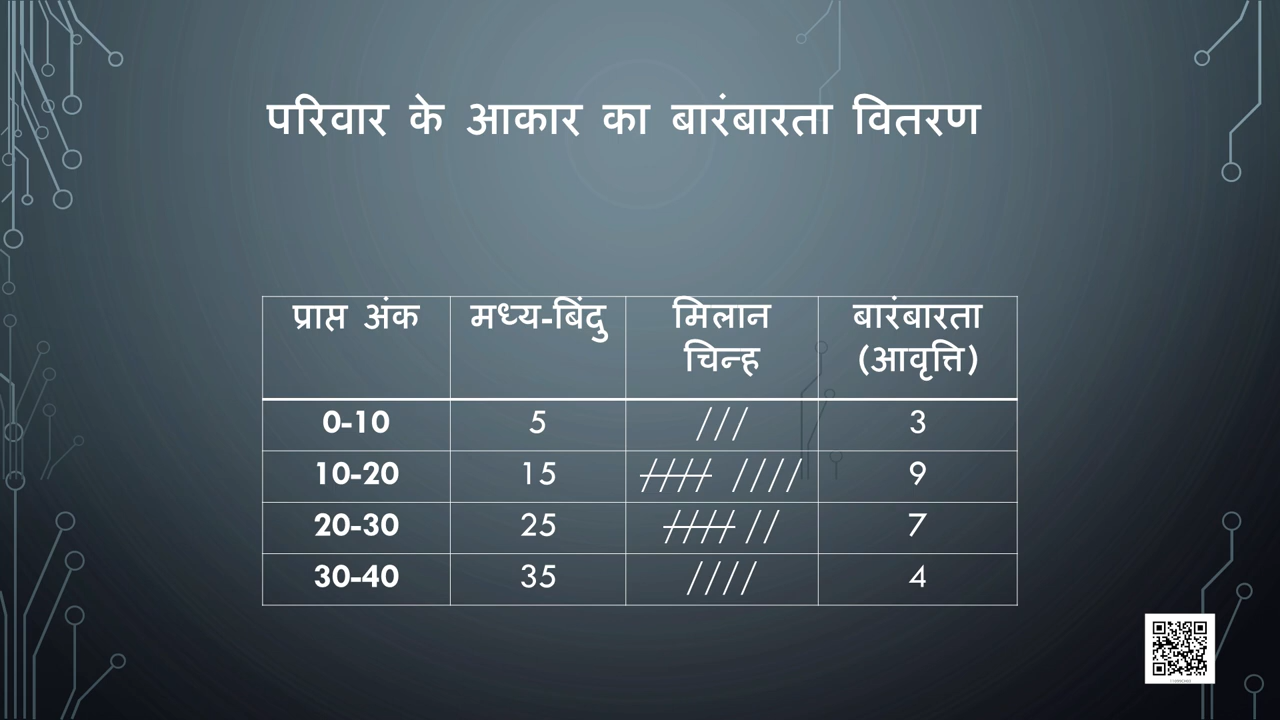 परिवार के आकार का बारंबारता वितरण
प्राप्त अंक मध्य-बिंदु मिलान चिन्ह बारंबारता (आवृत्ति)
0-10 5 /// 3
10-20 15 //// //// 9
20-30 25 //// // 7
30-40 35 //// 4